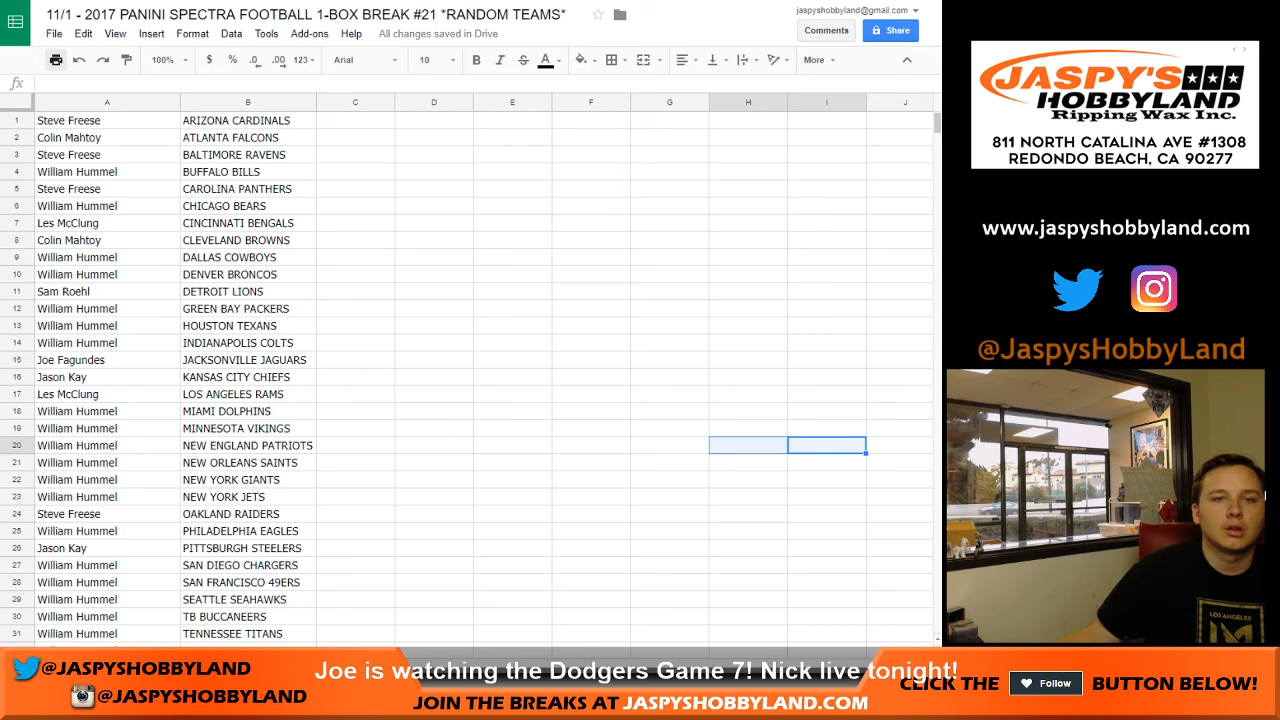 11/1 - 2017 PANINI SPECTRA FOOTBALL 1-BOX BREAK #21 *RANDOM TEAMS*
jaspyshobbyland@gmail.com
File Edit View Insert Format Data Tools Add-ons Help All changes saved in Drive
Comments Share
100% $ % .0 .00 123 Arial 10 B I S A More
fx
A B C D E F G H I J
1 Steve Freese ARIZONA CARDINALS
2 Colin Mahtoy ATLANTA FALCONS
3 Steve Freese BALTIMORE RAVENS
4 William Hummel BUFFALO BILLS
5 Steve Freese CAROLINA PANTHERS
6 William Hummel CHICAGO BEARS
7 Les McClung CINCINNATI BENGALS
8 Colin Mahtoy CLEVELAND BROWNS
9 William Hummel DALLAS COWBOYS
10 William Hummel DENVER BRONCOS
11 Sam Roehl DETROIT LIONS
12 William Hummel GREEN BAY PACKERS
13 William Hummel HOUSTON TEXANS
14 William Hummel INDIANAPOLIS COLTS
15 Joe Fagundes JACKSONVILLE JAGUARS
16 Jason Kay KANSAS CITY CHIEFS
17 Les McClung LOS ANGELES RAMS
18 William Hummel MIAMI DOLPHINS
19 William Hummel MINNESOTA VIKINGS
20 William Hummel NEW ENGLAND PATRIOTS
21 William Hummel NEW ORLEANS SAINTS
22 William Hummel NEW YORK GIANTS
23 William Hummel NEW YORK JETS
24 Steve Freese OAKLAND RAIDERS
25 William Hummel PHILADELPHIA EAGLES
26 Jason Kay PITTSBURGH STEELERS
27 William Hummel SAN DIEGO CHARGERS
28 William Hummel SAN FRANCISCO 49ERS
29 William Hummel SEATTLE SEAHAWKS
30 William Hummel TB BUCCANEERS
31 William Hummel TENNESSEE TITANS
JASPY'S
HOBBYLAND
Ripping Wax Inc.
811 NORTH CATALINA AVE #1308
REDONDO BEACH, CA 90277
www.jaspyshobbyland.com
@JaspysHobbyLand
LOS ANGELES
@JASPYSHOBBYLAND
@JASPYSHOBBYLAND
Joe is watching the Dodgers Game 7! Nick live tonight!
JOIN THE BREAKS AT JASPYSHOBBYLAND.COM
CLICK THE Follow BUTTON BELOW!